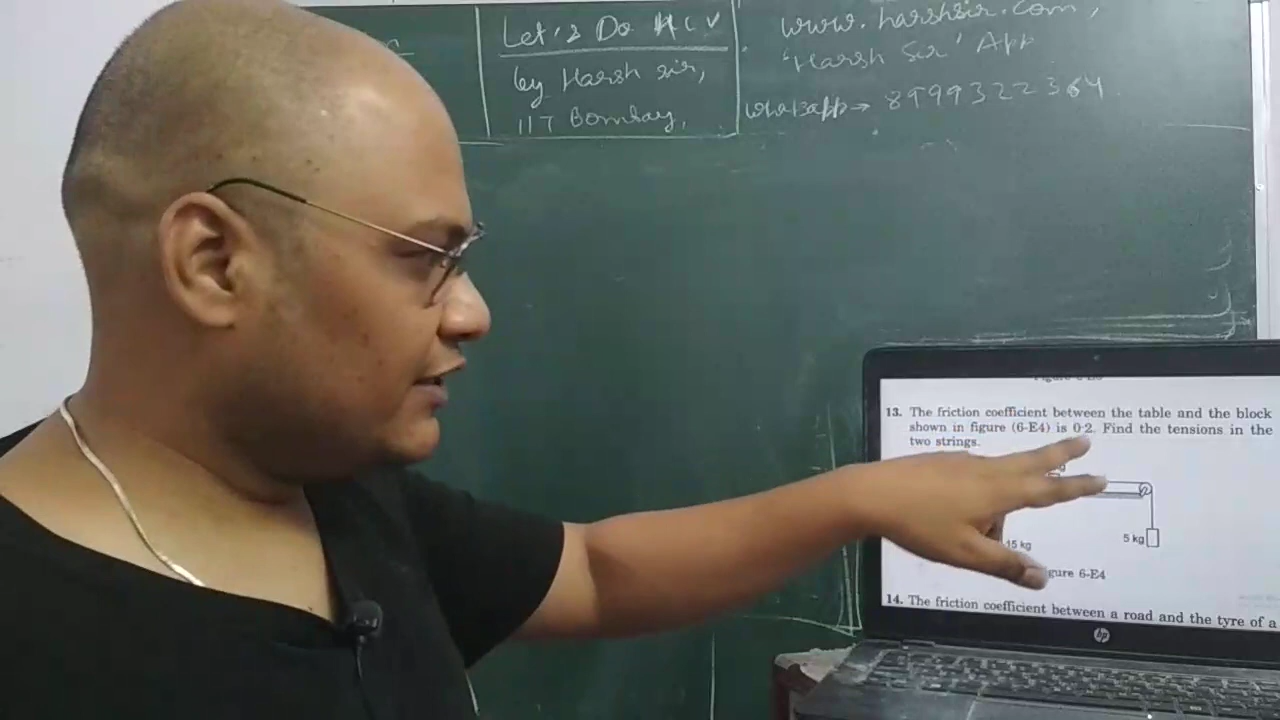 Let's Do HCV
by Harsh sir,
IIT Bombay,
www.harshsir.com,
'Harsh Sir' App
whatsapp→ 8999322364
13. The friction coefficient between the table and the block
shown in figure (6-E4) is 0·2. Find the tensions in the
two strings.
15 kg
5 kg
gure 6-E4
14. The friction coefficient between a road and the tyre of a
hp